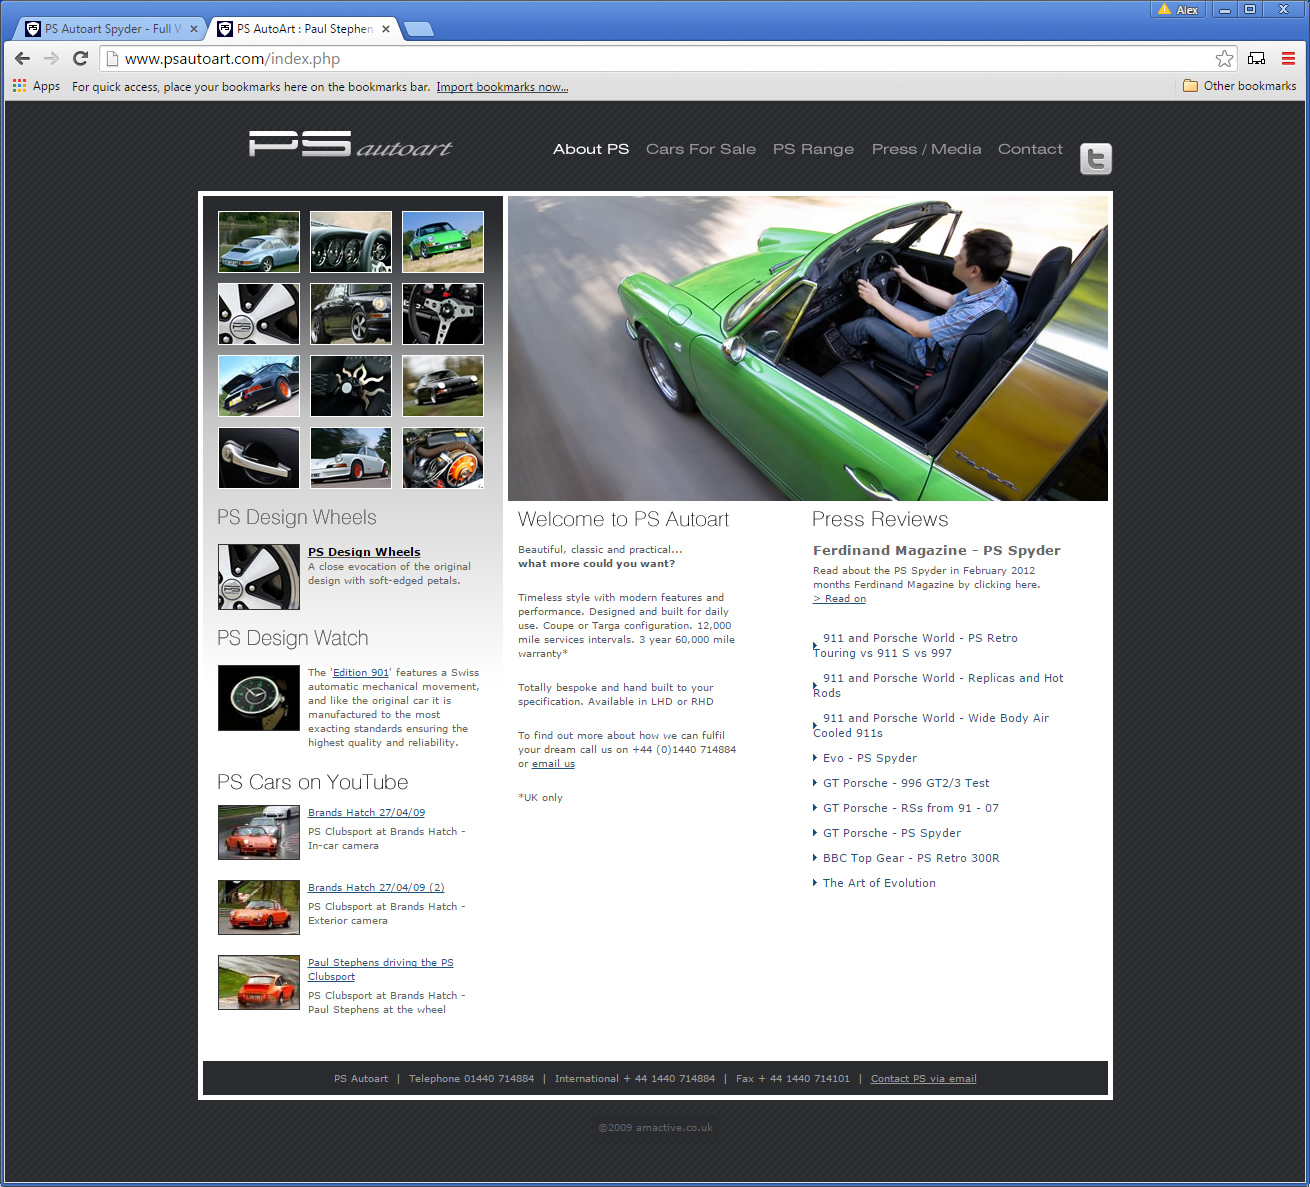 Alex
PS Autoart Spyder - Full W
PS AutoArt : Paul Stephen
www.psautoart.com/index.php
Apps
For quick access, place your bookmarks here on the bookmarks bar. Import bookmarks now...
Other bookmarks
PS autoart
About PS
Cars For Sale
PS Range
Press / Media
Contact
t
PS Design Wheels
PS Design Wheels
A close evocation of the original
design with soft-edged petals.
PS Design Watch
The 'Edition 901' features a Swiss
automatic mechanical movement,
and like the original car it is
manufactured to the most
exacting standards ensuring the
highest quality and reliability.
PS Cars on YouTube
Brands Hatch 27/04/09
PS Clubsport at Brands Hatch -
In-car camera
Brands Hatch 27/04/09 (2)
PS Clubsport at Brands Hatch -
Exterior camera
Paul Stephens driving the PS
Clubsport
PS Clubsport at Brands Hatch -
Paul Stephens at the wheel
Welcome to PS Autoart
Beautiful, classic and practical...
what more could you want?
Timeless style with modern features and
performance. Designed and built for daily
use. Coupe or Targa configuration. 12,000
mile services intervals. 3 year 60,000 mile
warranty*
Totally bespoke and hand built to your
specification. Available in LHD or RHD
To find out more about how we can fulfil
your dream call us on +44 (0)1440 714884
or email us
*UK only
Press Reviews
Ferdinand Magazine - PS Spyder
Read about the PS Spyder in February 2012
months Ferdinand Magazine by clicking here.
> Read on
911 and Porsche World - PS Retro
Touring vs 911 S vs 997
911 and Porsche World - Replicas and Hot
Rods
911 and Porsche World - Wide Body Air
Cooled 911s
Evo - PS Spyder
GT Porsche - 996 GT2/3 Test
GT Porsche - RSs from 91 - 07
GT Porsche - PS Spyder
BBC Top Gear - PS Retro 300R
The Art of Evolution
PS Autoart | Telephone 01440 714884 | International + 44 1440 714884 | Fax + 44 1440 714101 | Contact PS via email
©2009 amactive.co.uk